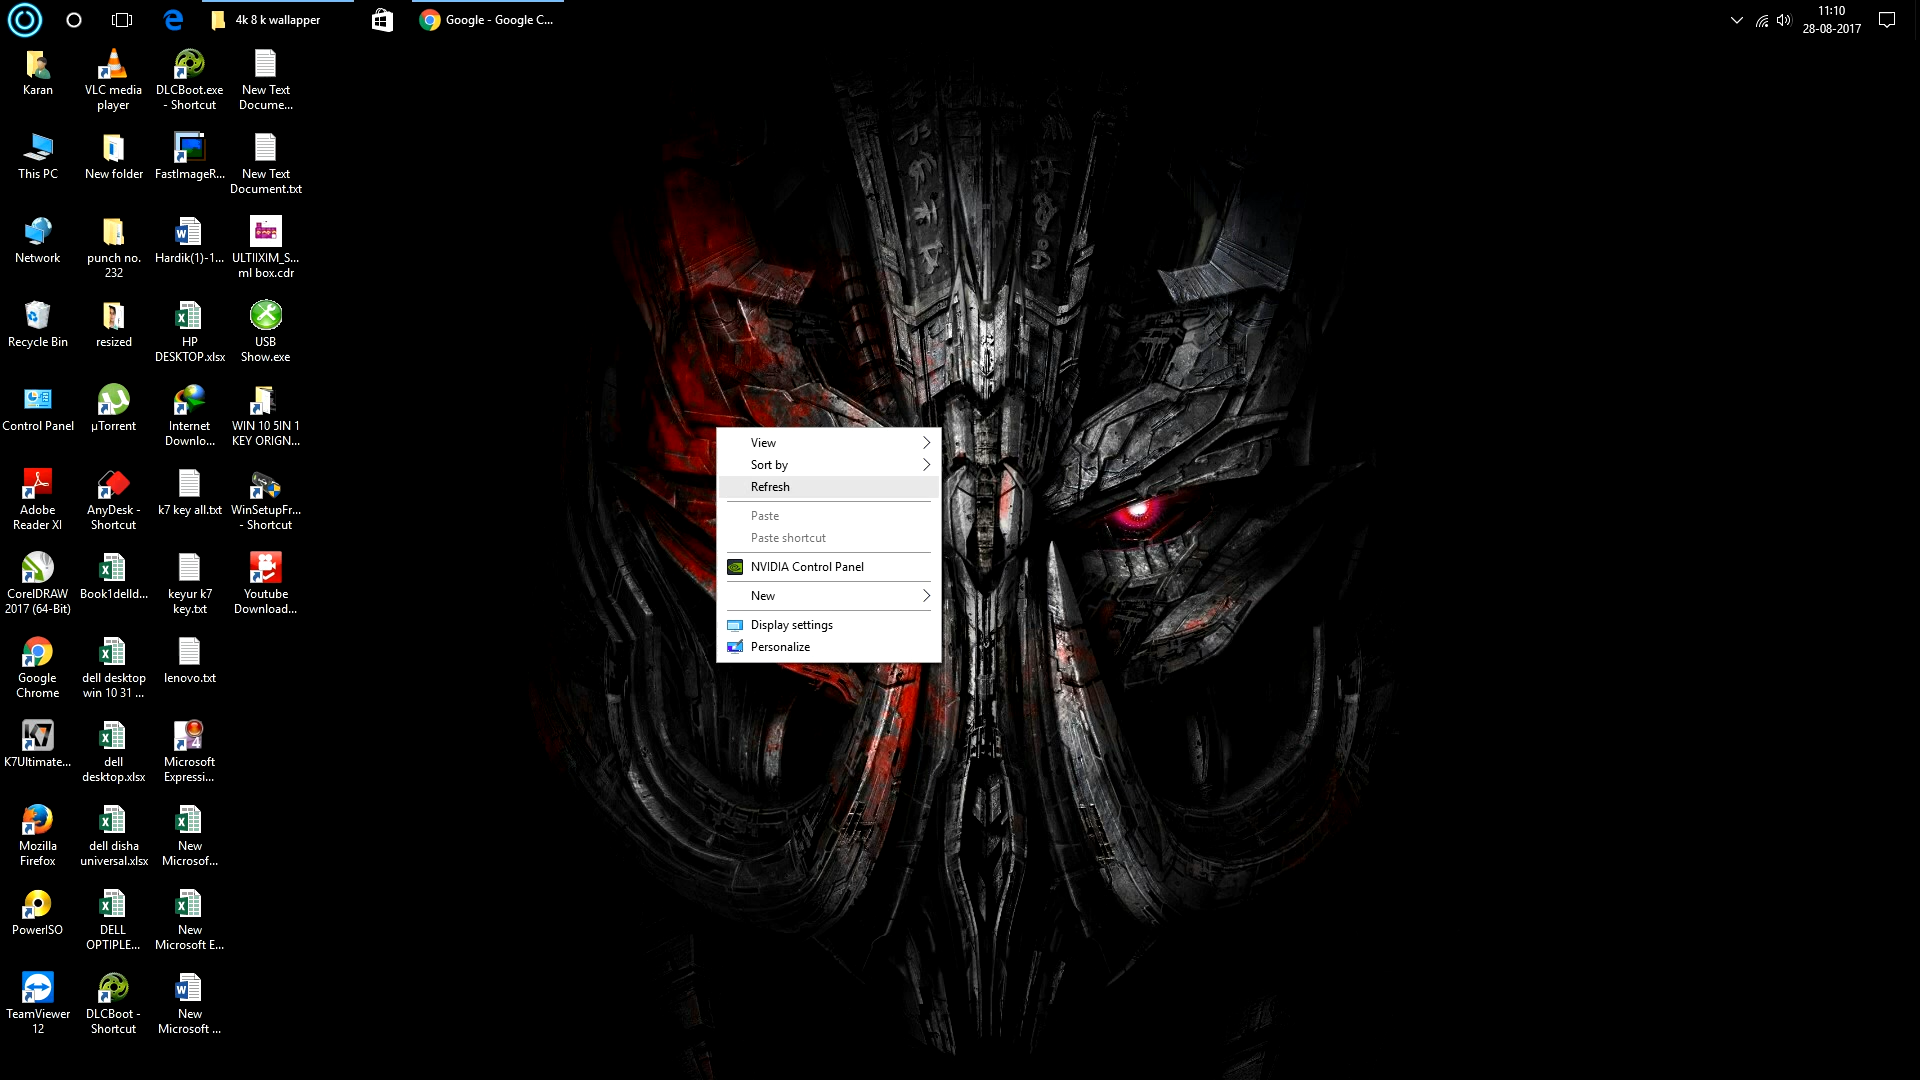 4k 8 k wallapper
Google - Google C...
11:10
28-08-2017
Karan
VLC media
player
DLCBoot.exe
- Shortcut
New Text
Docume...
This PC
New folder
FastImageR...
New Text
Document.txt
Network
punch no.
232
Hardik(1)-1...
ULTIIXIM_S...
ml box.cdr
Recycle Bin
resized
HP
DESKTOP.xlsx
USB
Show.exe
Control Panel
µTorrent
Internet
Downlo...
WIN 10 5IN 1
KEY ORIGN...
Adobe
Reader XI
AnyDesk -
Shortcut
k7 key all.txt
WinSetupFr...
- Shortcut
CorelDRAW
2017 (64-Bit)
Book1delld...
keyur k7
key.txt
Youtube
Download...
Google
Chrome
dell desktop
win 10 31 ...
lenovo.txt
K7Ultimate...
dell
desktop.xlsx
Microsoft
Expressi...
Mozilla
Firefox
dell disha
universal.xlsx
New
Microsof...
PowerISO
DELL
OPTIPLE...
New
Microsoft E...
TeamViewer
12
DLCBoot -
Shortcut
New
Microsoft ...
View
Sort by
Refresh
Paste
Paste shortcut
NVIDIA Control Panel
New
Display settings
Personalize